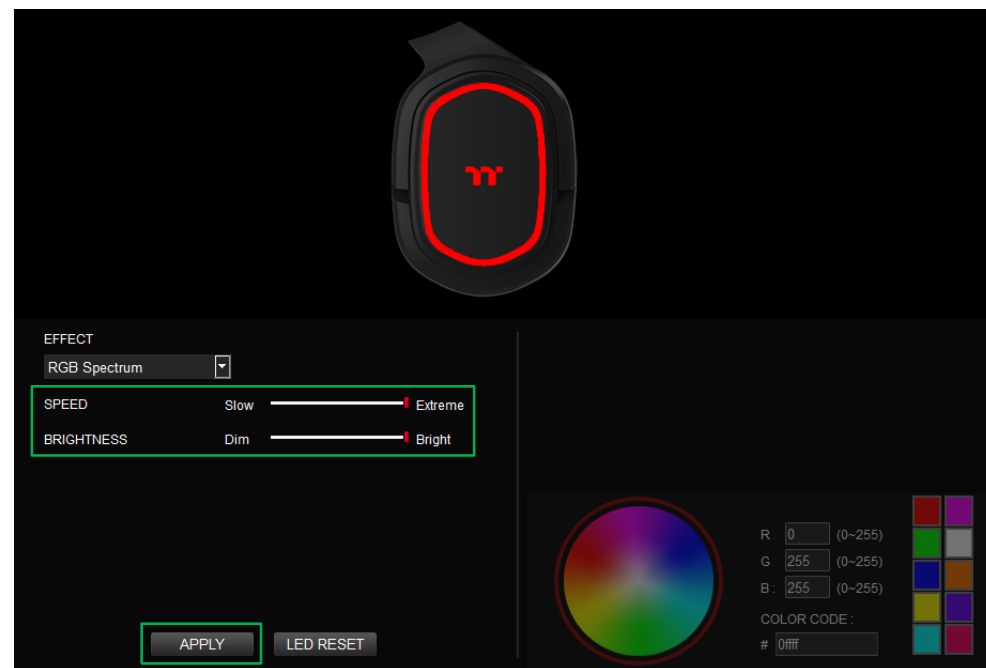 EFFECT
RGB Spectrum
SPEED Slow Extreme
BRIGHTNESS Dim Bright
R 0 (0~255)
G 255 (0~255)
B : 255 (0~255)
COLOR CODE :
# 0ffff
APPLY LED RESET